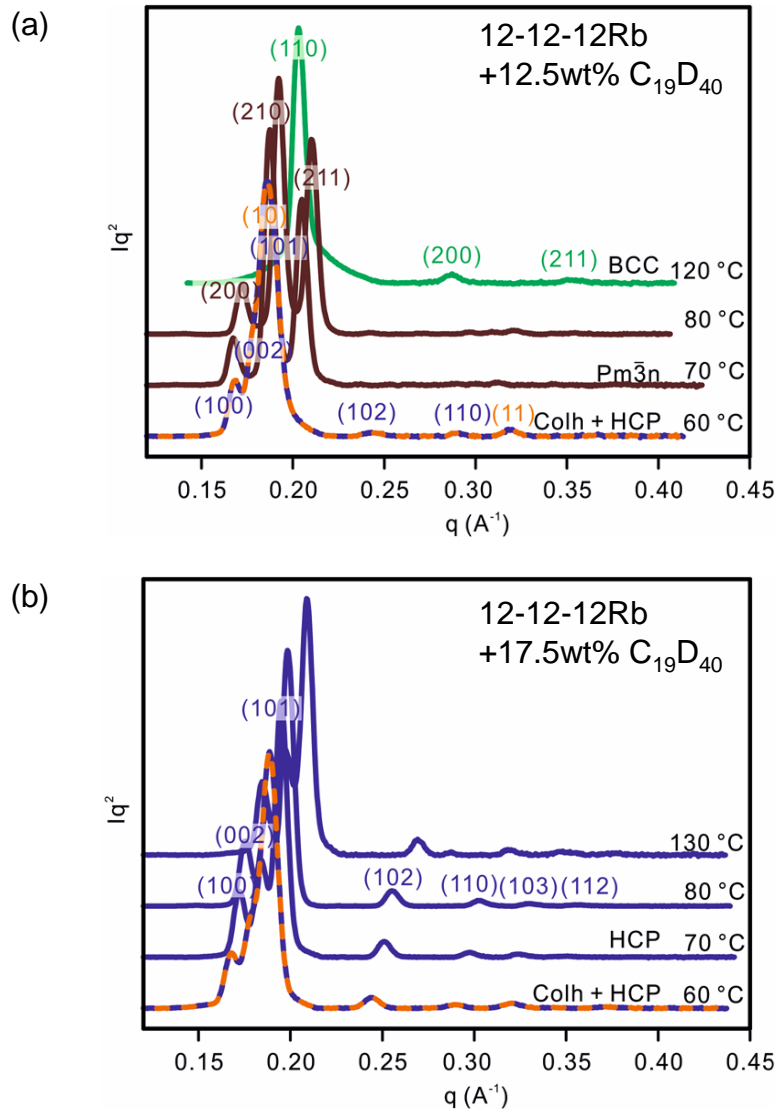 (a)
12-12-12Rb
+12.5wt% C₁₉D₄₀
(110)
(210)
(211)
(10)
(101)
(200)
(211)
(200)
BCC 120 °C
(002)
80 °C
Pm3̄n 70 °C
(100)
(102)
(110)
(11)
Colh + HCP 60 °C
Iq²
0.15 0.20 0.25 0.30 0.35 0.40 0.45
q (A⁻¹)
(b)
12-12-12Rb
+17.5wt% C₁₉D₄₀
(101)
(002)
130 °C
(100)
(102)
(110)
(103)
(112)
80 °C
HCP 70 °C
Colh + HCP 60 °C
Iq²
0.15 0.20 0.25 0.30 0.35 0.40 0.45
q (A⁻¹)